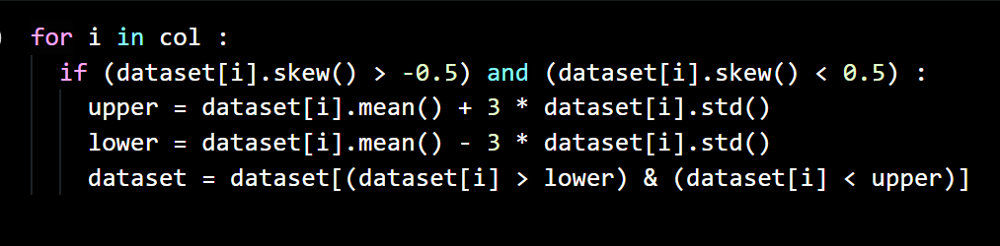 for i in col :
if (dataset[i].skew() > -0.5) and (dataset[i].skew() < 0.5) :
upper = dataset[i].mean() + 3 * dataset[i].std()
lower = dataset[i].mean() - 3 * dataset[i].std()
dataset = dataset[(dataset[i] > lower) & (dataset[i] < upper)]